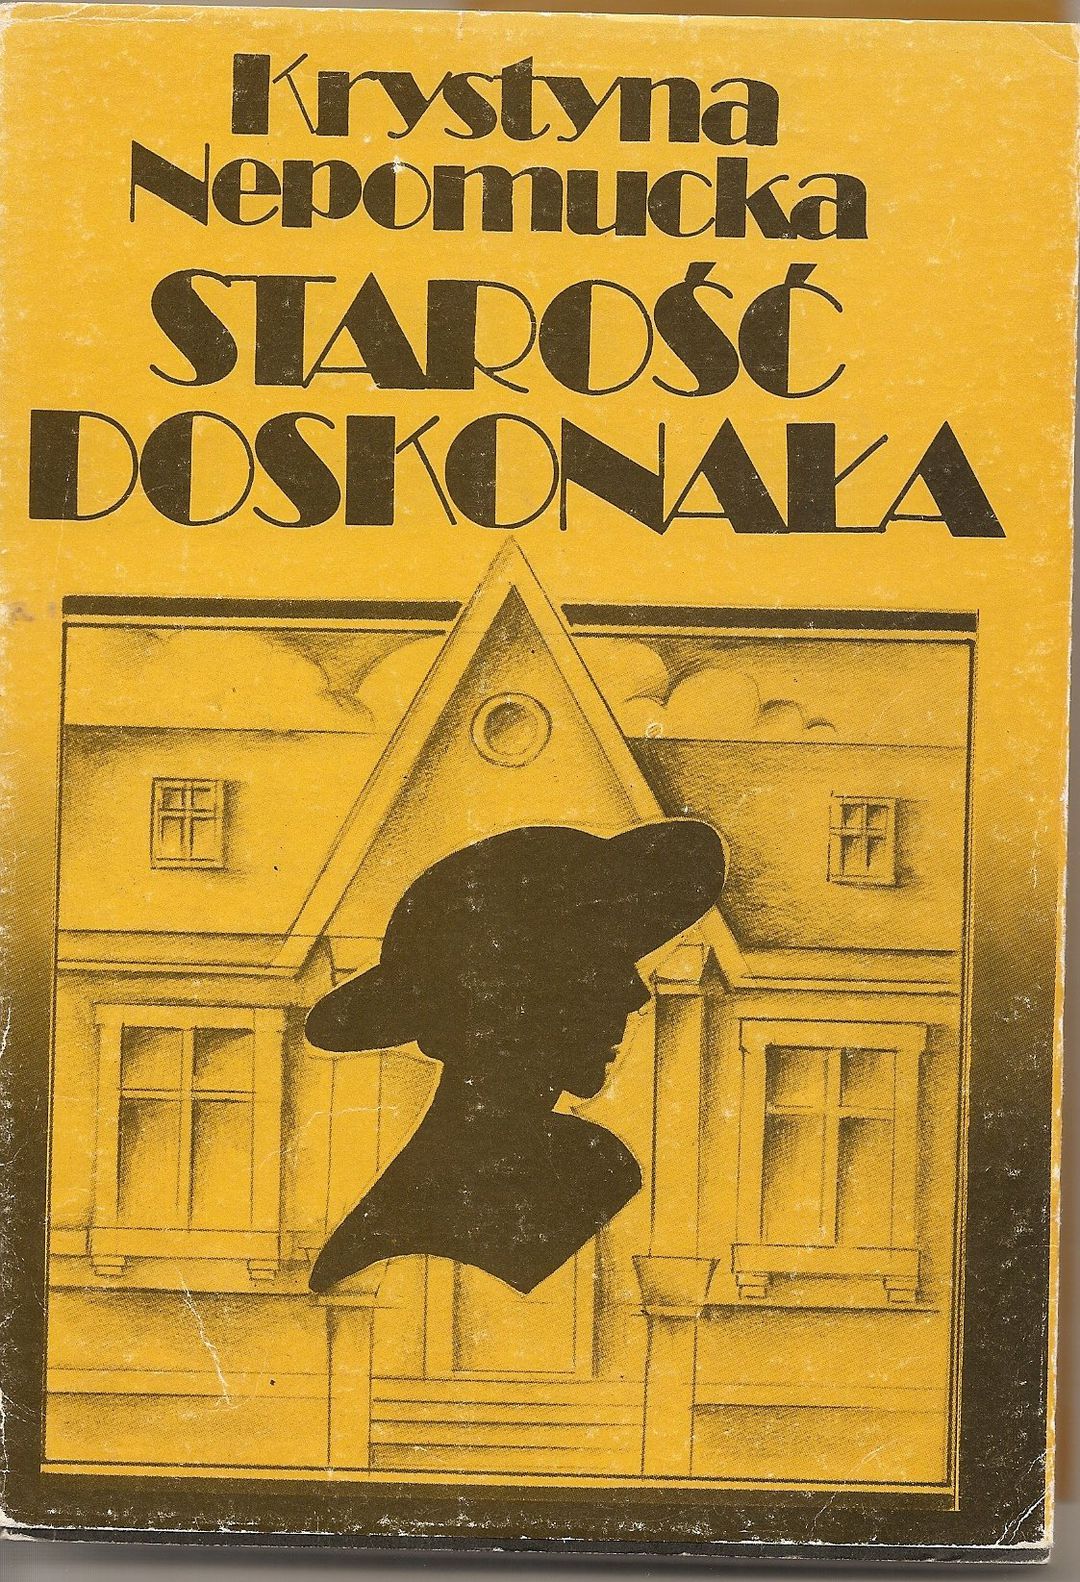 Krystyna
Nepomucka
STAROŚĆ
DOSKONAŁA